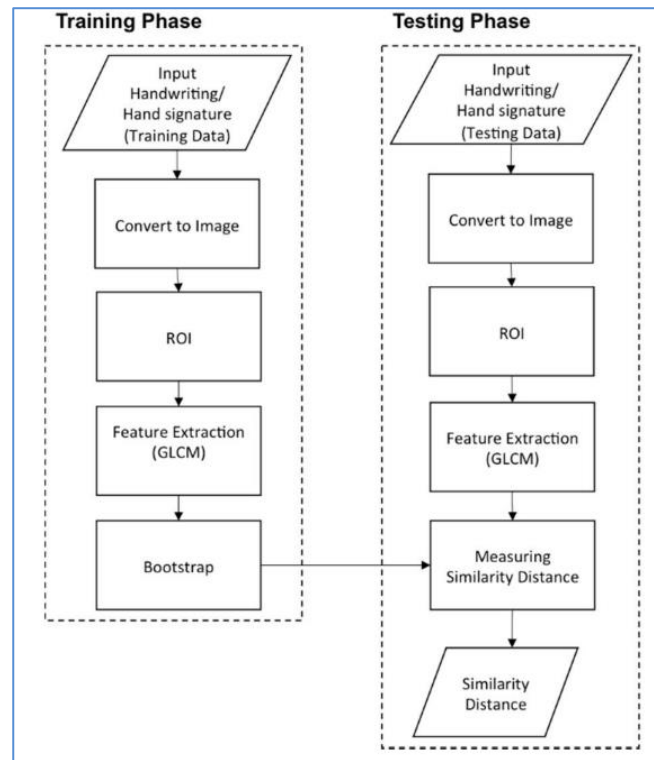 Training Phase
Input
Handwriting/
Hand signature
(Training Data)
Convert to Image
ROI
Feature Extraction
(GLCM)
Bootstrap
Testing Phase
Input
Handwriting/
Hand signature
(Testing Data)
Convert to Image
ROI
Feature Extraction
(GLCM)
Measuring
Similarity Distance
Similarity
Distance